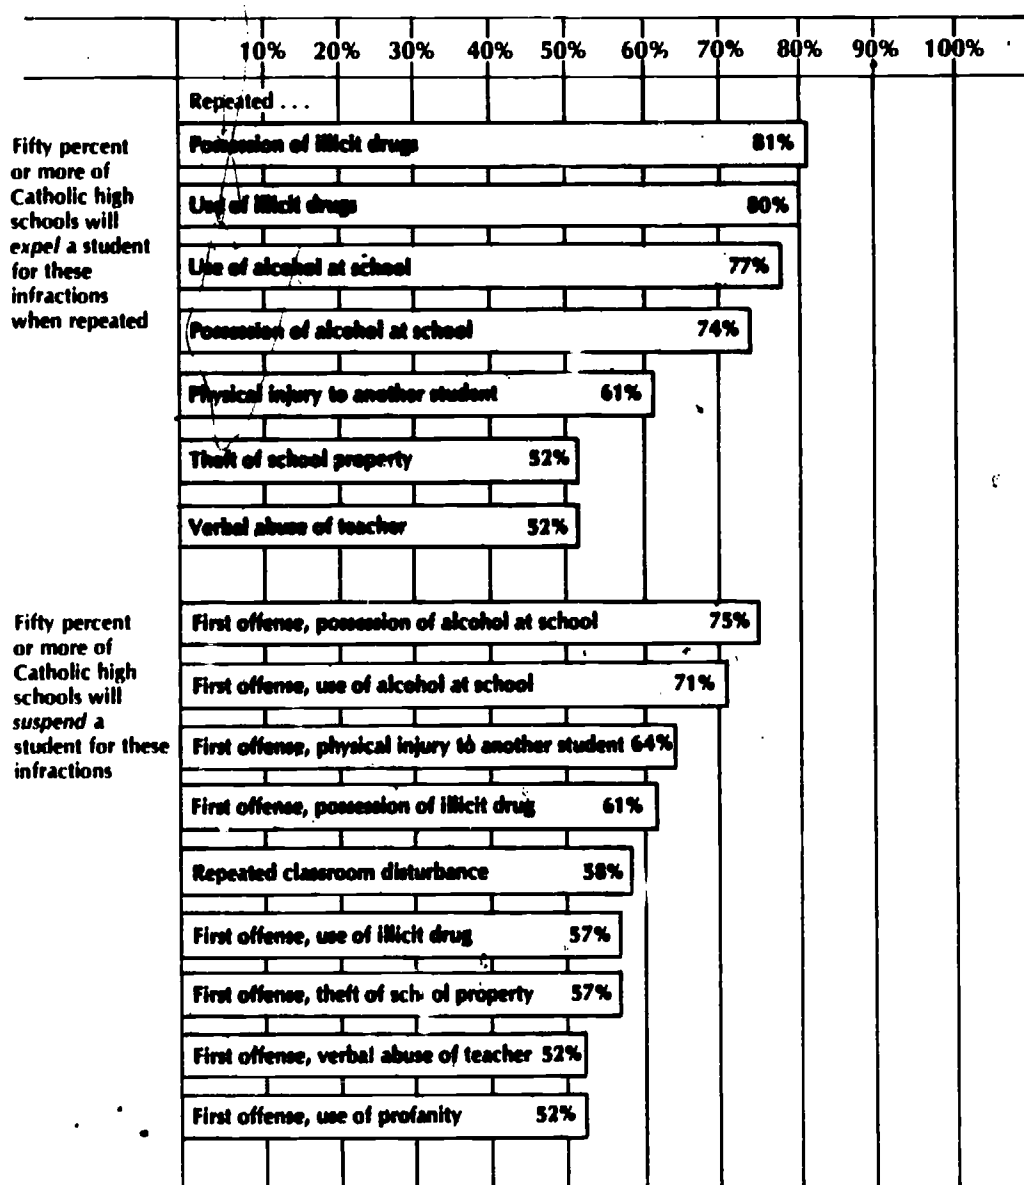 10% 20% 30% 40% 50% 60% 70% 80% 90% 100%
Repeated . . .
Fifty percent
or more of
Catholic high
schools will
expel a student
for these
infractions
when repeated
Possession of illicit drugs 81%
Use of illicit drugs 80%
Use of alcohol at school 77%
Possession of alcohol at school 74%
Physical injury to another student 61%
Theft of school property 52%
Verbal abuse of teacher 52%
Fifty percent
or more of
Catholic high
schools will
suspend a
student for these
infractions
First offense, possession of alcohol at school 75%
First offense, use of alcohol at school 71%
First offense, physical injury to another student 64%
First offense, possession of illicit drug 61%
Repeated classroom disturbance 58%
First offense, use of illicit drug 57%
First offense, theft of sch ol property 57%
First offense, verbal abuse of teacher 52%
First offense, use of profanity 52%